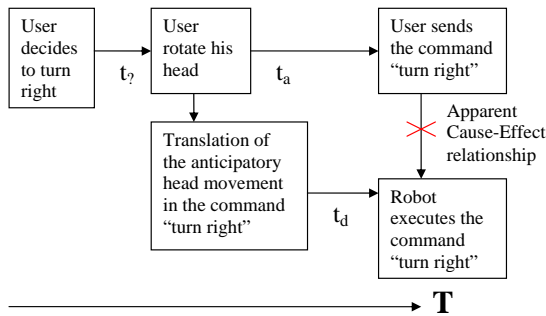 User
decides
to turn
right
t?
User
rotate his
head
ta
User sends
the command
“turn right”
Apparent
Cause-Effect
relationship
Translation of
the anticipatory
head movement
in the command
“turn right”
td
Robot
executes the
command
“turn right”
T